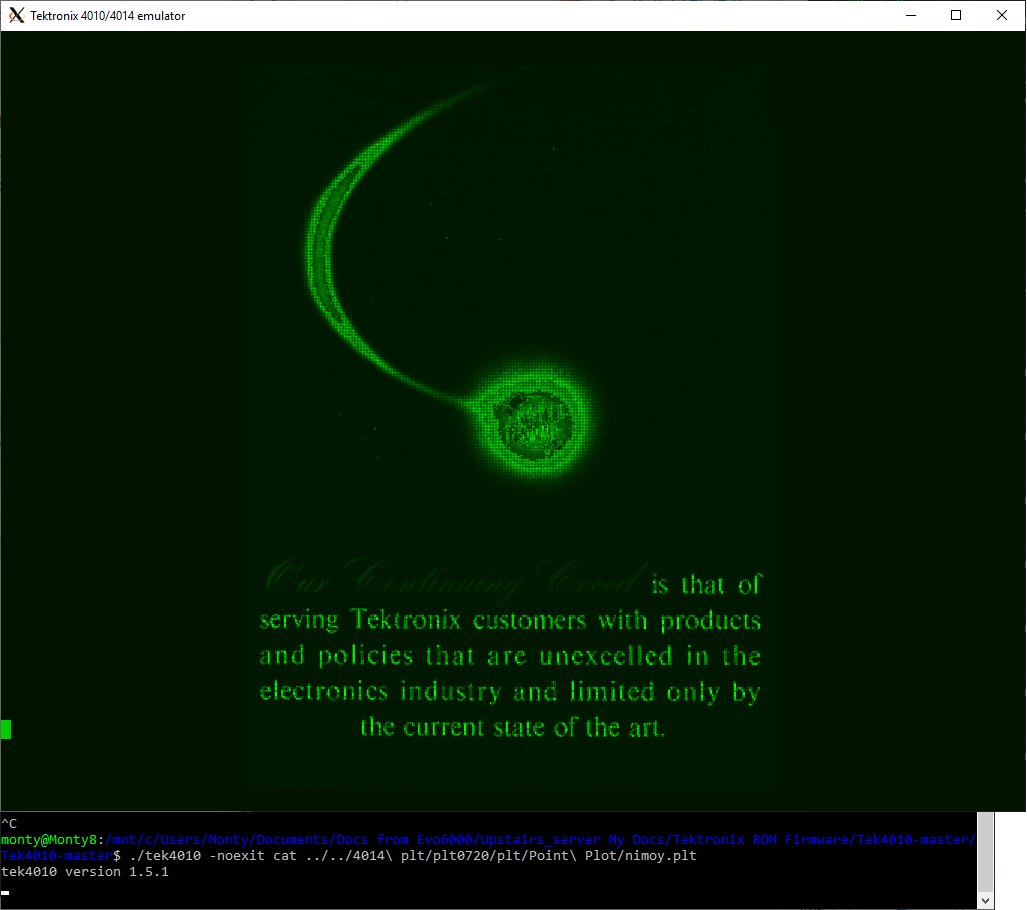 Tektronix 4010/4014 emulator
Our Continuing Creed is that of
serving Tektronix customers with products
and policies that are unexcelled in the
electronics industry and limited only by
the current state of the art.
^C
monty@Monty8:/mnt/c/Users/Monty/Documents/Docs from Evo6000/Upstairs_server My Docs/Tektronix ROM Firmware/Tek4010-master/
Tek4010-master$ ./tek4010 -noexit cat ../../4014\ plt/plt0720/plt/Point\ Plot/nimoy.plt
tek4010 version 1.5.1